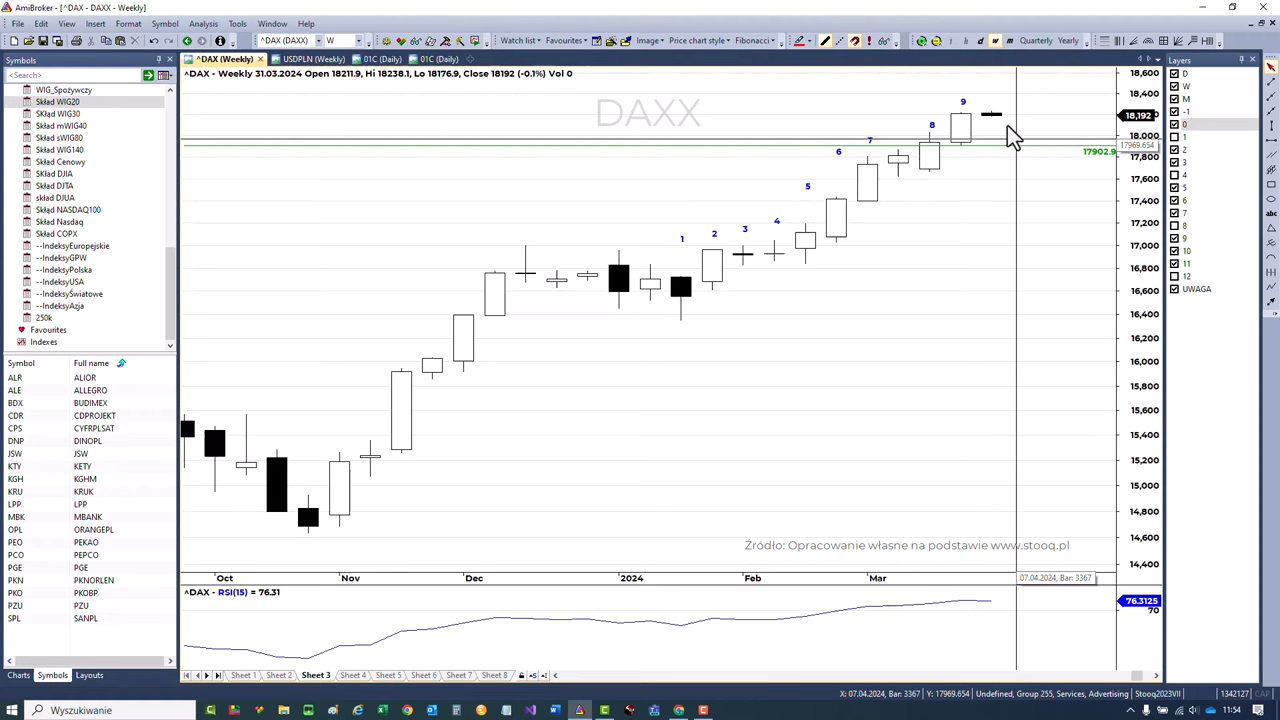 AmiBroker - [^DAX - DAXX - Weekly]
File Edit View Insert Format Symbol Analysis Tools Window Help
^DAX (DAXX) W Watch list Favourites Image Price chart style Fibonacci w m Quarterly Yearly
Symbols
^DAX (Weekly) USDPLN (Weekly) 01C (Daily) 01C (Daily)
Layers
<Search>
^DAX - Weekly 31.03.2024 Open 18211.9, Hi 18238.1, Lo 18176.9, Close 18192 (-0.1%) Vol 0
DAXX
WIG_Spożywczy
Skład WIG20
Skład WIG30
Skład mWIG40
Skład sWIG80
Skład WIG140
Skład Cenowy
Skład DJIA
Skład DJTA
skład DJUA
Skłąd NASDAQ100
Skład Nasdaq
Skład COPX
--IndeksyEuropejskie
--IndeksyGPW
--IndeksyPolska
--IndeksyUSA
--IndeksyŚwiatowe
--IndeksyAzja
250k
Favourites
Indexes
Symbol Full name
ALR ALIOR
ALE ALLEGRO
BDX BUDIMEX
CDR CDPROJEKT
CPS CYFRPLSAT
DNP DINOPL
JSW JSW
KTY KETY
KGH KGHM
KRU KRUK
LPP LPP
MBK MBANK
OPL ORANGEPL
PEO PEKAO
PCO PEPCO
PGE PGE
PKN PKNORLEN
PKO PKOBP
PZU PZU
SPL SANPL
Charts Symbols Layouts
1 2 3 4 5 6 7 8 9
18,600
18,400
18,192
18,000
17969.654
17902.9
17,800
17,600
17,400
17,200
17,000
16,800
16,600
16,400
16,200
16,000
15,800
15,600
15,400
15,200
15,000
14,800
14,600
14,400
Źródło: Opracowanie własne na podstawie www.stooq.pl
Oct Nov Dec 2024 Feb Mar
07.04.2024, Bar: 3367
^DAX - RSI(15) = 76.31
76.3125
70
Sheet 1 Sheet 2 Sheet 3 Sheet 4 Sheet 5 Sheet 6 Sheet 7 Sheet 8
D
W
M
-1
0
1
2
3
4
5
6
7
8
9
10
11
12
UWAGA
X: 07.04.2024, Bar: 3367 Y: 17969.654 Undefined, Group 255, Services, Advertising Stooq2023VII 1342127 CAP
Wyszukiwanie
11:54